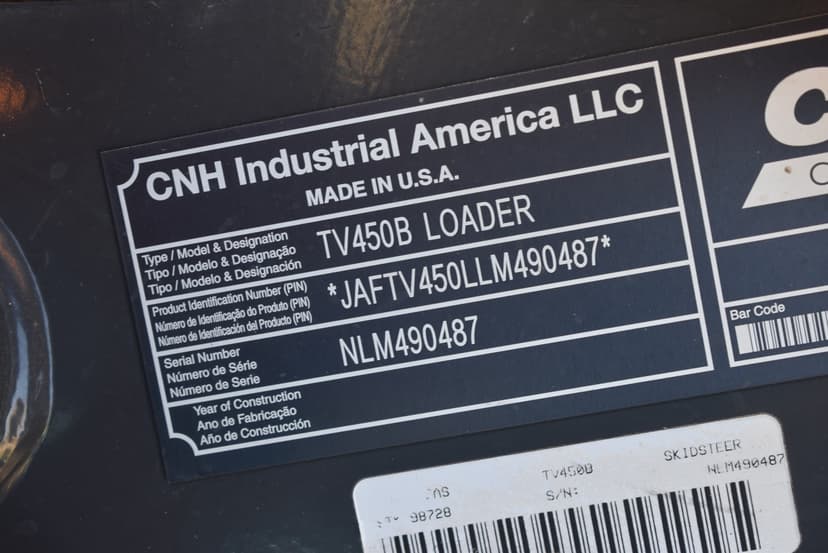 CNH Industrial America LLC
MADE IN U.S.A.
Type / Model & Designation
Tipo / Modelo & Designação
Tipo / Modelo & Designación
TV450B LOADER
Product Identification Number (PIN)
Número de Identificação do Produto (PIN)
Número de Identificación del Producto (PIN)
*JAFTV450LLM490487*
Serial Number
Número de Série
Número de Serie
NLM490487
Year of Construction
Ano de Fabricação
Año de Construcción
Bar Code
TV450B SKIDSTEER
S/N: NLM490487
98728